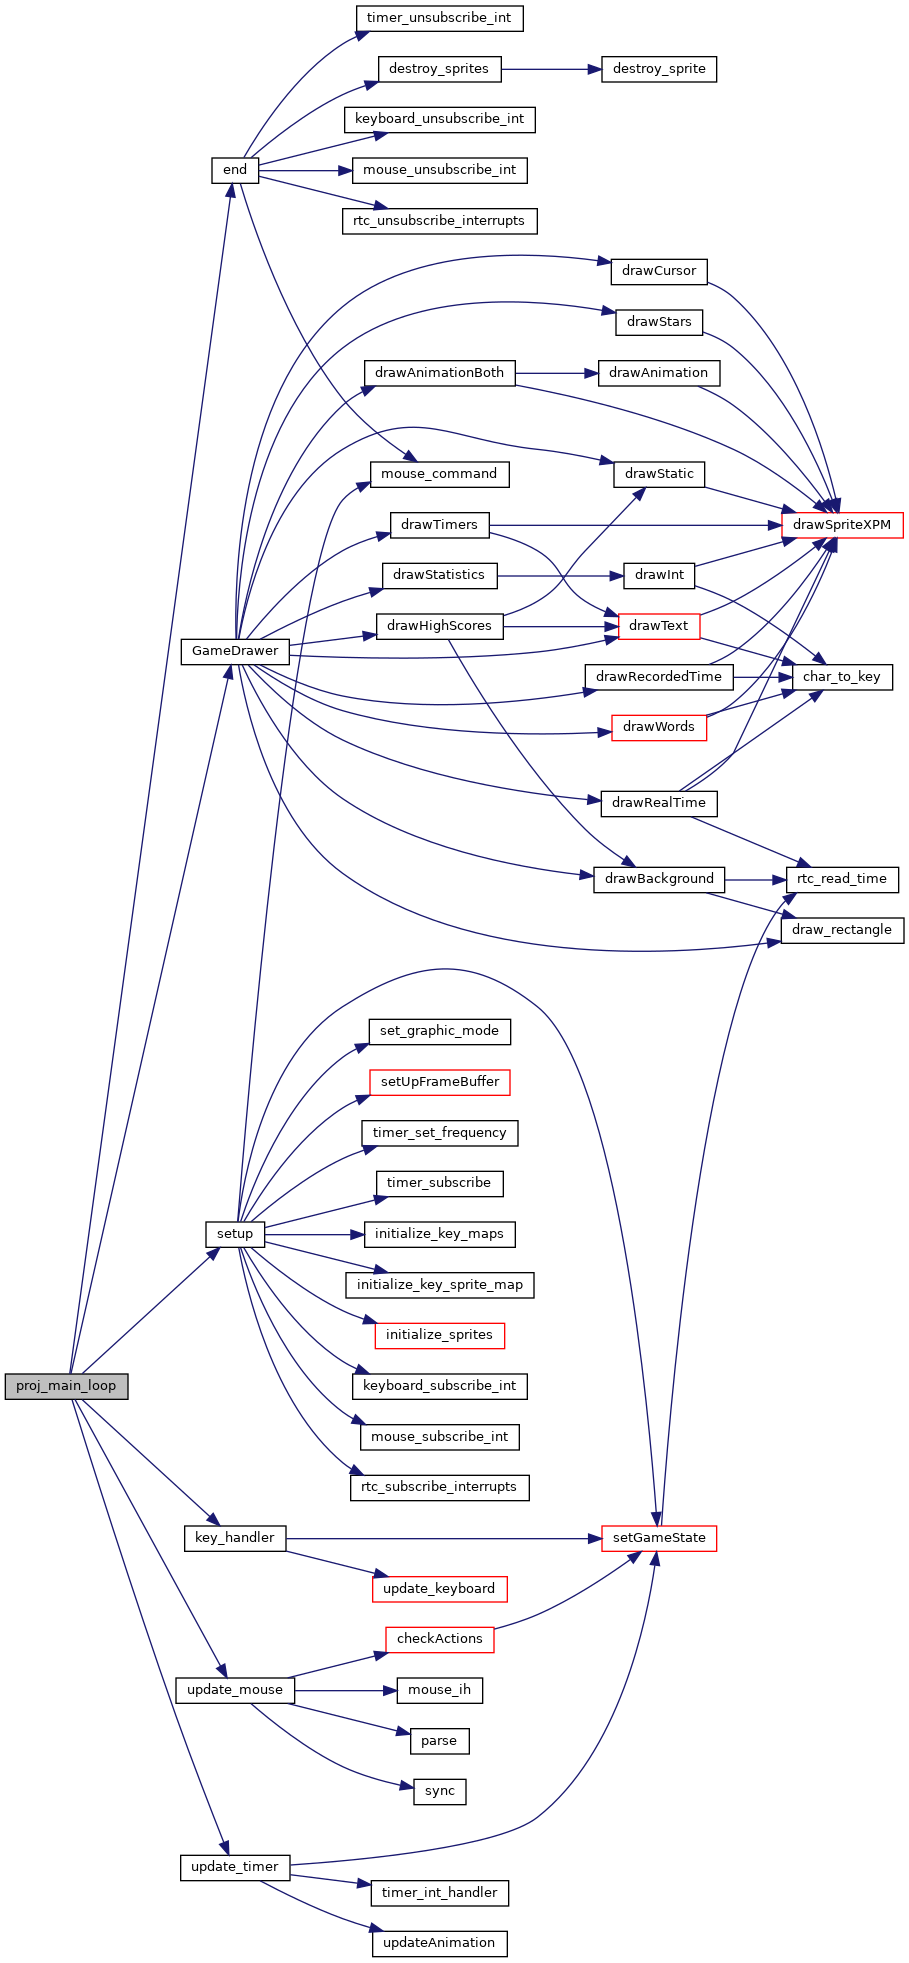 timer_unsubscribe_int
destroy_sprites
destroy_sprite
keyboard_unsubscribe_int
end
mouse_unsubscribe_int
rtc_unsubscribe_interrupts
drawCursor
drawStars
drawAnimationBoth
drawAnimation
mouse_command
drawStatic
drawTimers
drawSpriteXPM
drawStatistics
drawInt
drawHighScores
drawText
GameDrawer
drawRecordedTime
char_to_key
drawWords
drawRealTime
drawBackground
rtc_read_time
draw_rectangle
set_graphic_mode
setUpFrameBuffer
timer_set_frequency
timer_subscribe
setup
initialize_key_maps
initialize_key_sprite_map
initialize_sprites
proj_main_loop
keyboard_subscribe_int
mouse_subscribe_int
rtc_subscribe_interrupts
key_handler
setGameState
update_keyboard
checkActions
update_mouse
mouse_ih
parse
sync
update_timer
timer_int_handler
updateAnimation